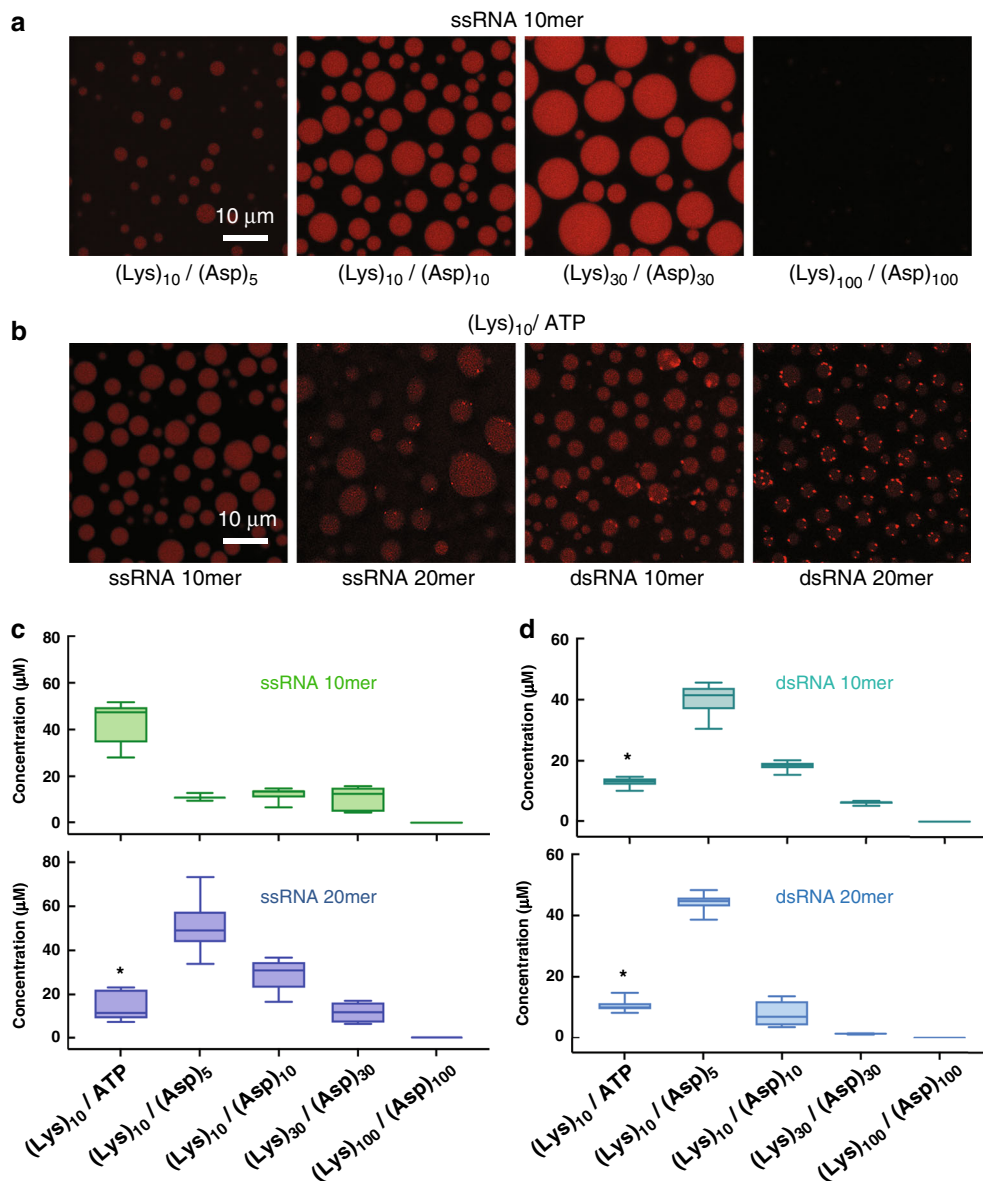 a
ssRNA 10mer
10 µm
(Lys)10 / (Asp)5
(Lys)10 / (Asp)10
(Lys)30 / (Asp)30
(Lys)100 / (Asp)100
b
(Lys)10/ ATP
10 µm
ssRNA 10mer
ssRNA 20mer
dsRNA 10mer
dsRNA 20mer
c
80
60
40
20
0
Concentration (µM)
ssRNA 10mer
80
60
40
20
0
Concentration (µM)
ssRNA 20mer
*
(Lys)10 / ATP
(Lys)10 / (Asp)5
(Lys)10 / (Asp)10
(Lys)30 / (Asp)30
(Lys)100 / (Asp)100
d
60
40
20
0
Concentration (µM)
dsRNA 10mer
*
60
40
20
0
Concentration (µM)
dsRNA 20mer
*
(Lys)10 / ATP
(Lys)10 / (Asp)5
(Lys)10 / (Asp)10
(Lys)30 / (Asp)30
(Lys)100 / (Asp)100